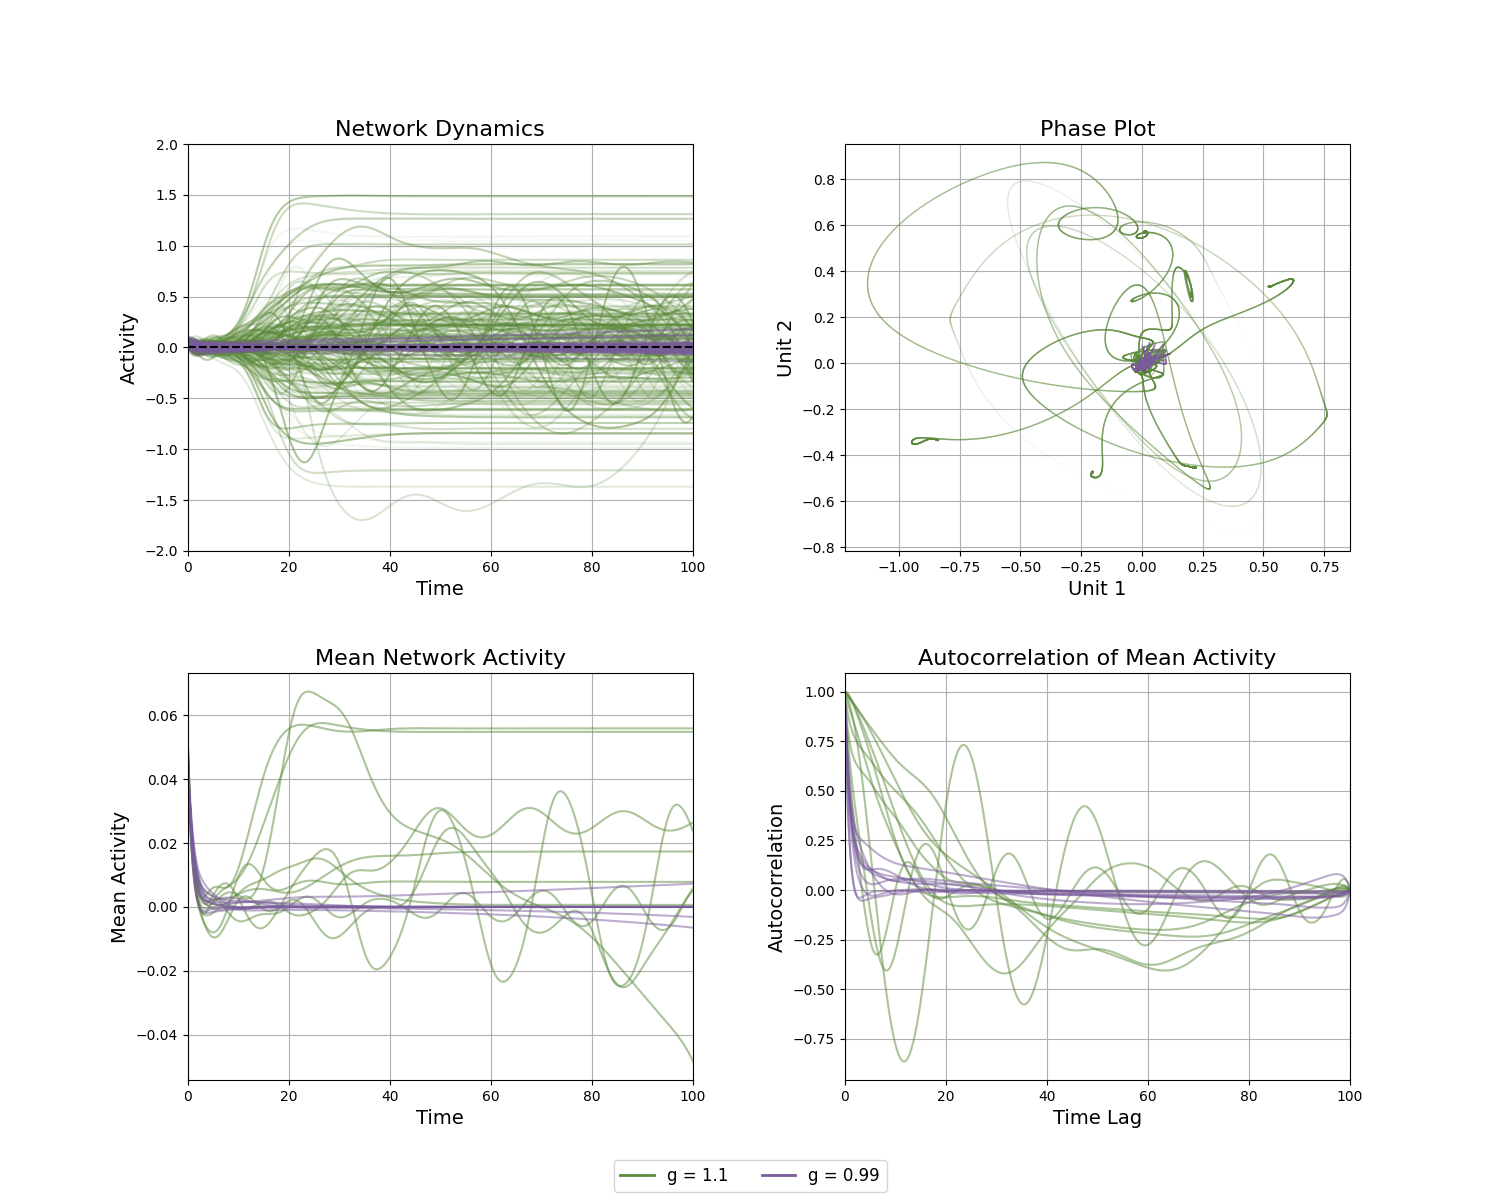 Network Dynamics
Activity
2.0
1.5
1.0
0.5
0.0
−0.5
−1.0
−1.5
−2.0
0 20 40 60 80 100
Time
Phase Plot
Unit 2
0.8
0.6
0.4
0.2
0.0
−0.2
−0.4
−0.6
−0.8
−1.00 −0.75 −0.50 −0.25 0.00 0.25 0.50 0.75
Unit 1
Mean Network Activity
Mean Activity
0.06
0.04
0.02
0.00
−0.02
−0.04
0 20 40 60 80 100
Time
Autocorrelation of Mean Activity
Autocorrelation
1.00
0.75
0.50
0.25
0.00
−0.25
−0.50
−0.75
0 20 40 60 80 100
Time Lag
g = 1.1 g = 0.99